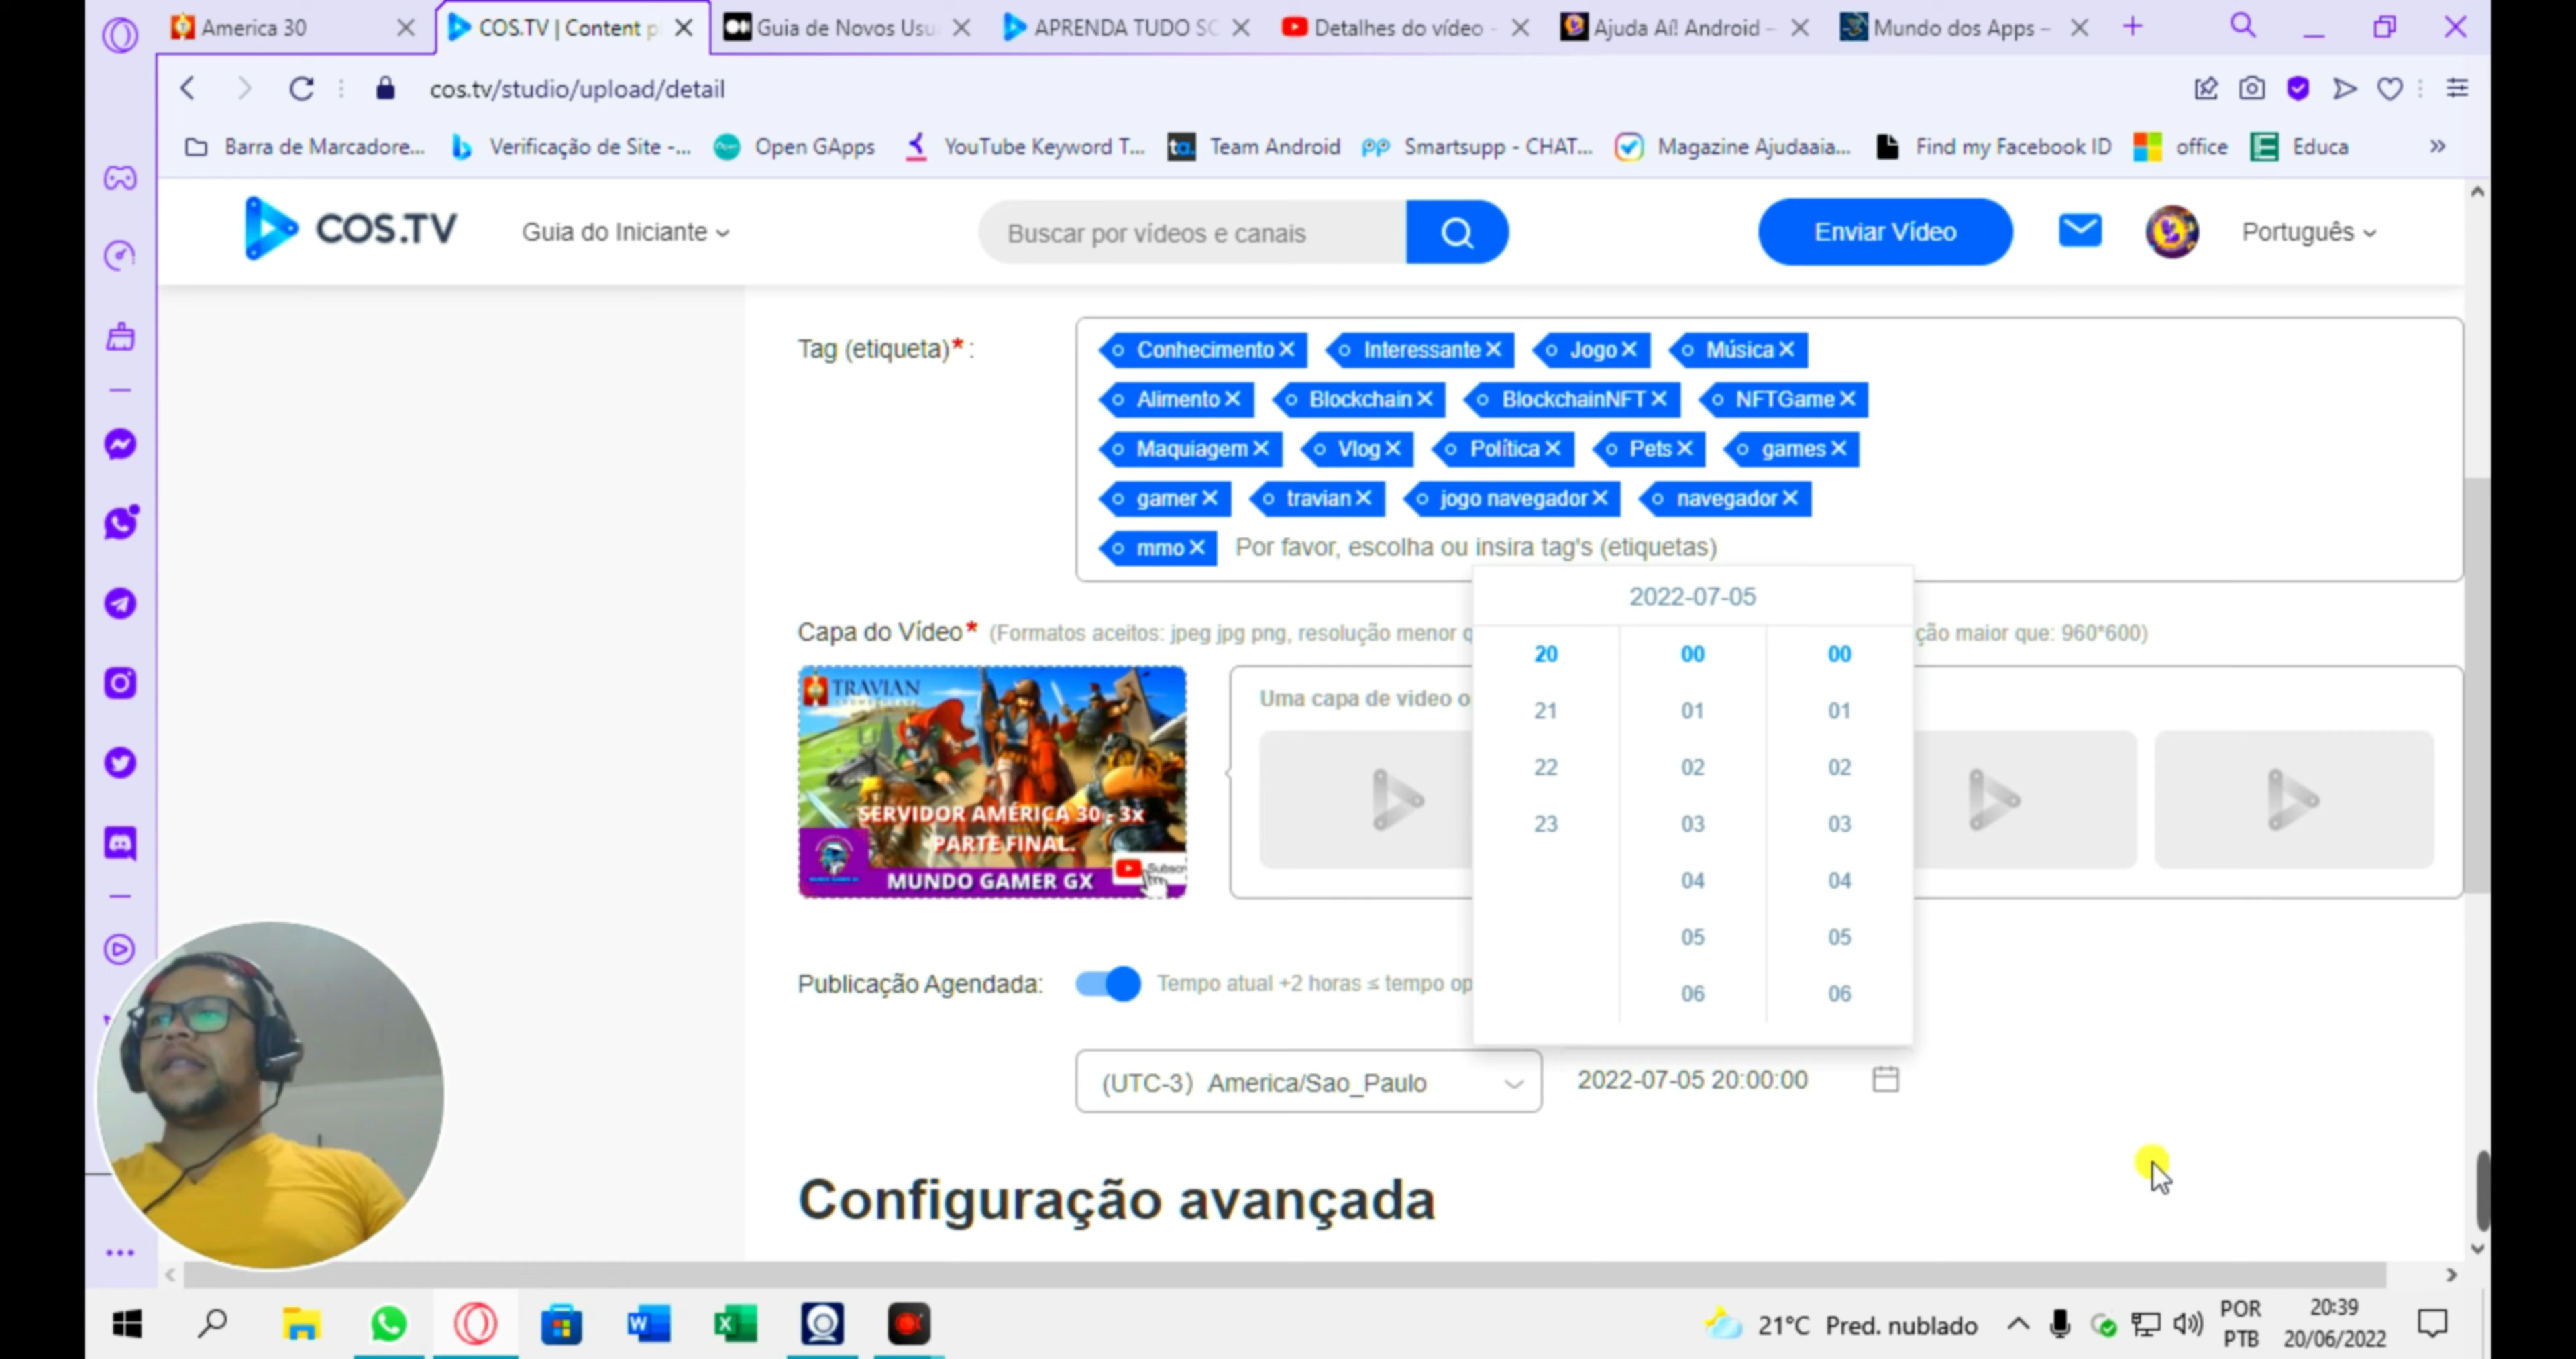 America 30
COS.TV | Content p
Guia de Novos Usu
APRENDA TUDO SO
Detalhes do vídeo -
Ajuda Aí! Android -
Mundo dos Apps -
cos.tv/studio/upload/detail
Barra de Marcadore...
Verificação de Site -...
Open GApps
YouTube Keyword T...
ta.
Team Android
Smartsupp - CHAT...
Magazine Ajudaaia...
Find my Facebook ID
office
Educa
COS.TV
Guia do Iniciante
Buscar por vídeos e canais
Enviar Vídeo
Português
Tag (etiqueta)* :
Conhecimento Interessante Jogo Música
Alimento Blockchain BlockchainNFT NFTGame
Maquiagem Vlog Política Pets games
gamer travian jogo navegador navegador
mmo Por favor, escolha ou insira tag's (etiquetas)
2022-07-05
Capa do Vídeo* (Formatos aceitos: jpeg jpg png, resolução menor q
ção maior que: 960*600)
20 00 00
21 01 01
22 02 02
23 03 03
04 04
05 05
06 06
TRAVIAN
SERVIDOR AMÉRICA 30 - 3x
PARTE FINAL.
MUNDO GAMER GX
Subscr
Uma capa de video o
Publicação Agendada:
Tempo atual +2 horas ≤ tempo op
(UTC-3) America/Sao_Paulo
2022-07-05 20:00:00
Configuração avançada
21°C Pred. nublado
POR
PTB
20:39
20/06/2022